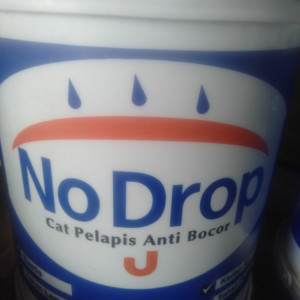 No Drop
Cat Pelapis Anti Bocor